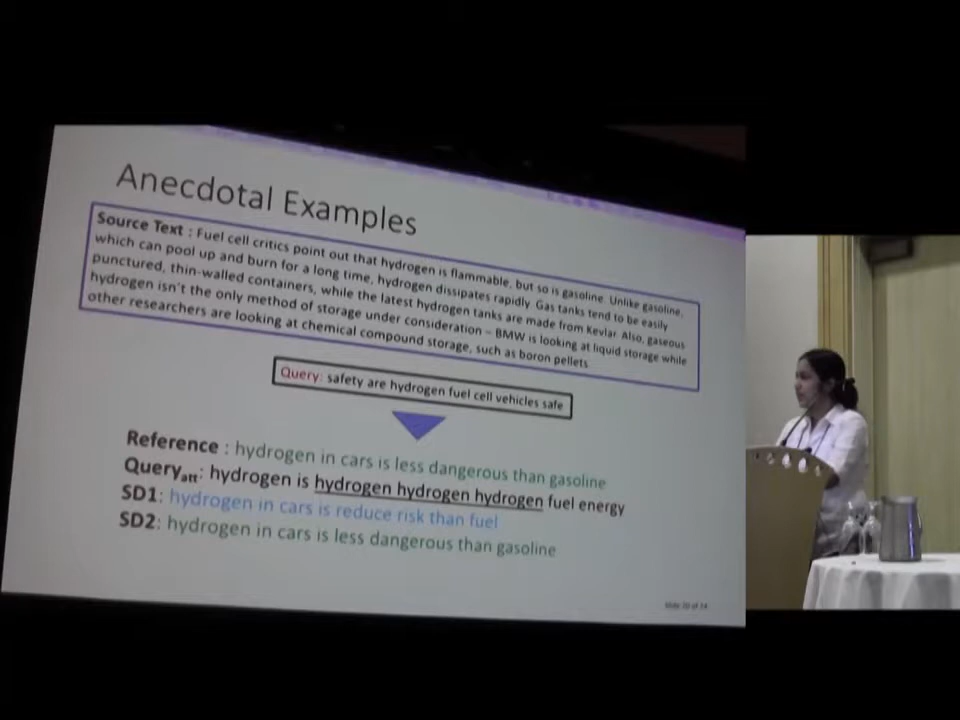 Anecdotal Examples
Source Text : Fuel cell critics point out that hydrogen is flammable, but so is gasoline. Unlike gasoline,
which can pool up and burn for a long time, hydrogen dissipates rapidly. Gas tanks tend to be easily
punctured, thin-walled containers, while the latest hydrogen tanks are made from Kevlar. Also, gaseous
hydrogen isn't the only method of storage under consideration – BMW is looking at liquid storage while
other researchers are looking at chemical compound storage, such as boron pellets
Query: safety are hydrogen fuel cell vehicles safe
Reference : hydrogen in cars is less dangerous than gasoline
Query_att: hydrogen is hydrogen hydrogen hydrogen fuel energy
SD1: hydrogen in cars is reduce risk than fuel
SD2: hydrogen in cars is less dangerous than gasoline
Slide 20 of 24